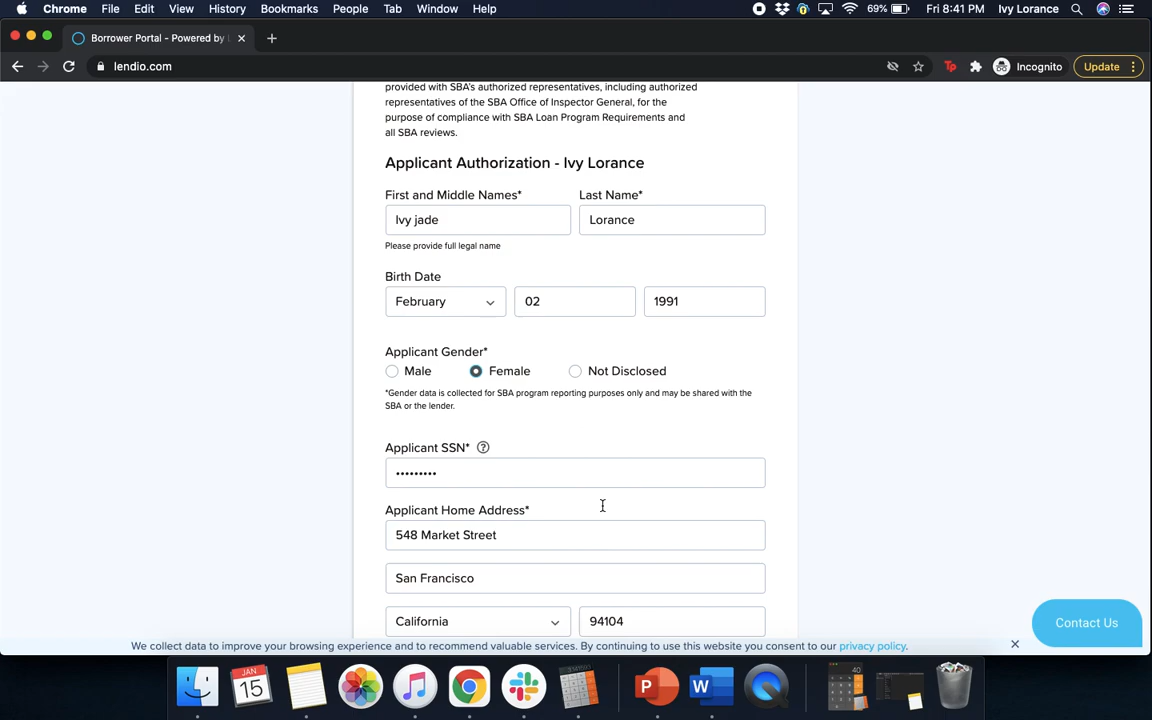 Chrome File Edit View History Bookmarks People Tab Window Help 69% Fri 8:41 PM Ivy Lorance
Borrower Portal - Powered by
lendio.com Incognito Update
provided with SBA's authorized representatives, including authorized
representatives of the SBA Office of Inspector General, for the
purpose of compliance with SBA Loan Program Requirements and
all SBA reviews.
Applicant Authorization - Ivy Lorance
First and Middle Names* Last Name*
Ivy jade Lorance
Please provide full legal name
Birth Date
February 02 1991
Applicant Gender*
Male Female Not Disclosed
*Gender data is collected for SBA program reporting purposes only and may be shared with the
SBA or the lender.
Applicant SSN* ?
•••••••••
Applicant Home Address*
548 Market Street
San Francisco
California 94104
Contact Us
We collect data to improve your browsing experience and to recommend valuable services. By continuing to use this website you consent to our privacy policy.
JAN
15
P
W
40